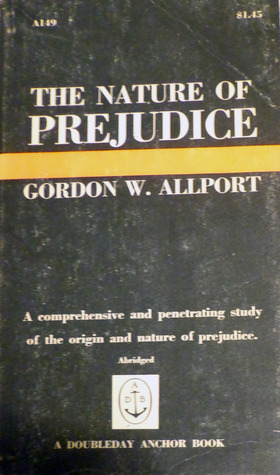 A149 $1.45
THE NATURE OF
PREJUDICE
GORDON W. ALLPORT
A comprehensive and penetrating study
of the origin and nature of prejudice.
Abridged
A
D B
A DOUBLEDAY ANCHOR BOOK